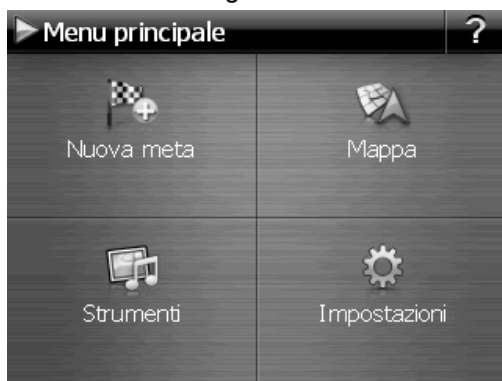 Menu principale ?
Nuova meta
Mappa
Strumenti
Impostazioni